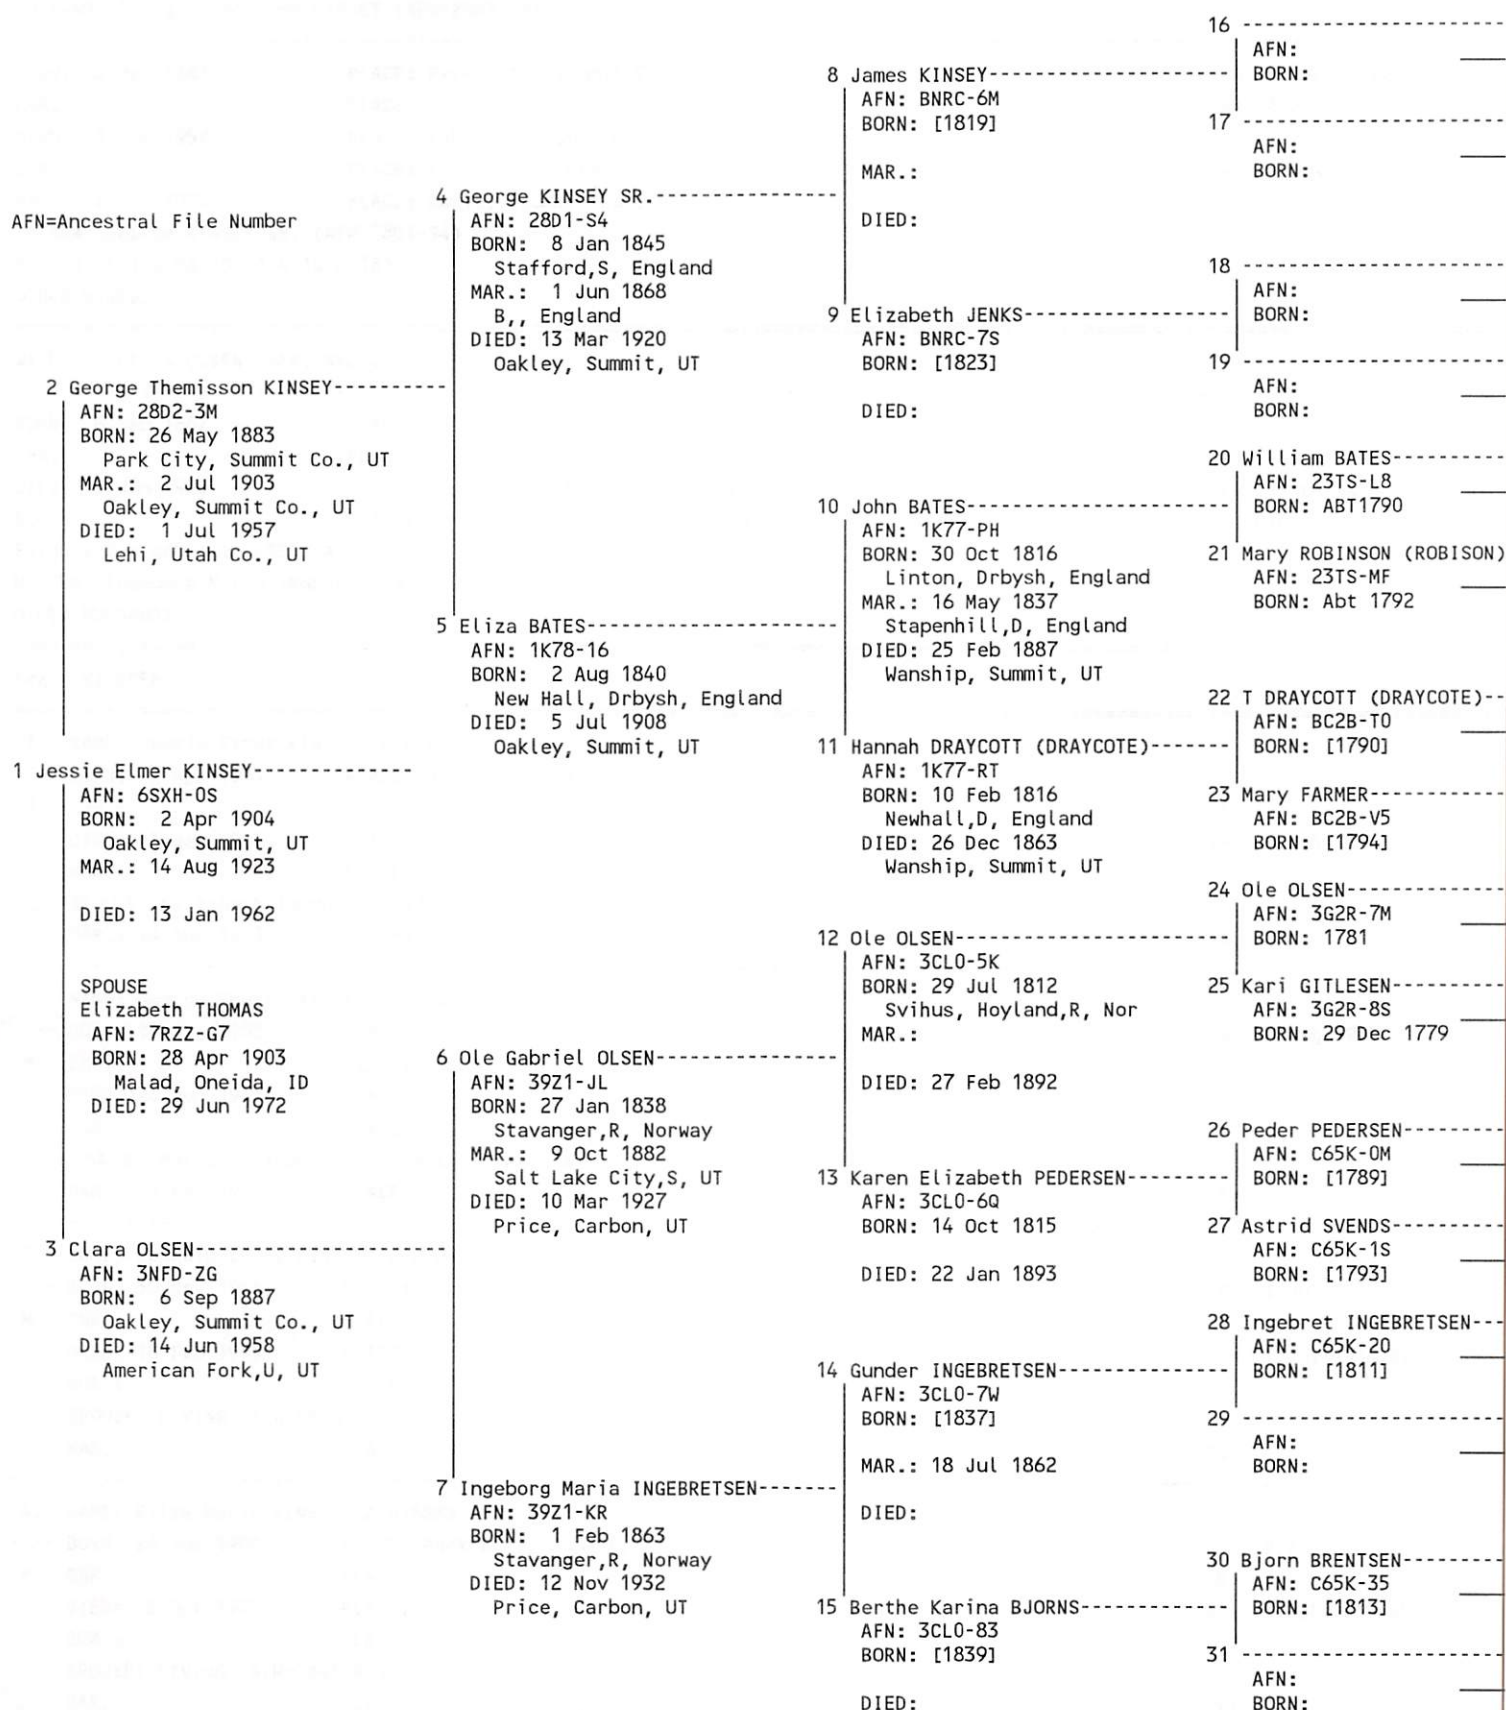 AFN=Ancestral File Number
1 Jessie Elmer KINSEY-------------
AFN: 6SXH-0S
BORN:  2 Apr 1904
Oakley, Summit, UT
MAR.: 14 Aug 1923
DIED: 13 Jan 1962
SPOUSE
Elizabeth THOMAS
AFN: 7RZZ-G7
BORN: 28 Apr 1903
Malad, Oneida, ID
DIED: 29 Jun 1972
2 George Themisson KINSEY----------
AFN: 28D2-3M
BORN: 26 May 1883
Park City, Summit Co., UT
MAR.:  2 Jul 1903
Oakley, Summit Co., UT
DIED:  1 Jul 1957
Lehi, Utah Co., UT
3 Clara OLSEN----------------------
AFN: 3NFD-ZG
BORN:  6 Sep 1887
Oakley, Summit Co., UT
DIED: 14 Jun 1958
American Fork,U, UT
4 George KINSEY SR.----------------
AFN: 28D1-S4
BORN:  8 Jan 1845
Stafford,S, England
MAR.:  1 Jun 1868
B,, England
DIED: 13 Mar 1920
Oakley, Summit, UT
5 Eliza BATES----------------------
AFN: 1K78-16
BORN:  2 Aug 1840
New Hall, Drbysh, England
DIED:  5 Jul 1908
Oakley, Summit, UT
6 Ole Gabriel OLSEN----------------
AFN: 39Z1-JL
BORN: 27 Jan 1838
Stavanger,R, Norway
MAR.:  9 Oct 1882
Salt Lake City,S, UT
DIED: 10 Mar 1927
Price, Carbon, UT
7 Ingeborg Maria INGEBRETSEN-------
AFN: 39Z1-KR
BORN:  1 Feb 1863
Stavanger,R, Norway
DIED: 12 Nov 1932
Price, Carbon, UT
8 James KINSEY---------------------
AFN: BNRC-6M
BORN: [1819]
MAR.:
DIED:
9 Elizabeth JENKS------------------
AFN: BNRC-7S
BORN: [1823]
DIED:
10 John BATES-----------------------
AFN: 1K77-PH
BORN: 30 Oct 1816
Linton, Drbysh, England
MAR.: 16 May 1837
Stapenhill,D, England
DIED: 25 Feb 1887
Wanship, Summit, UT
11 Hannah DRAYCOTT (DRAYCOTE)-------
AFN: 1K77-RT
BORN: 10 Feb 1816
Newhall,D, England
DIED: 26 Dec 1863
Wanship, Summit, UT
12 Ole OLSEN------------------------
AFN: 3CL0-5K
BORN: 29 Jul 1812
Svihus, Hoyland,R, Nor
MAR.:
DIED: 27 Feb 1892
13 Karen Elizabeth PEDERSEN---------
AFN: 3CL0-6Q
BORN: 14 Oct 1815
DIED: 22 Jan 1893
14 Gunder INGEBRETSEN---------------
AFN: 3CL0-7W
BORN: [1837]
MAR.: 18 Jul 1862
DIED:
15 Berthe Karina BJORNS-------------
AFN: 3CL0-83
BORN: [1839]
DIED:
16 ------------------------
AFN:
BORN:
17 ------------------------
AFN:
BORN:
18 ------------------------
AFN:
BORN:
19 ------------------------
AFN:
BORN:
20 William BATES----------
AFN: 23TS-L8
BORN: ABT1790
21 Mary ROBINSON (ROBISON)
AFN: 23TS-MF
BORN: Abt 1792
22 T DRAYCOTT (DRAYCOTE)--
AFN: BC2B-T0
BORN: [1790]
23 Mary FARMER------------
AFN: BC2B-V5
BORN: [1794]
24 Ole OLSEN--------------
AFN: 3G2R-7M
BORN: 1781
25 Kari GITLESEN----------
AFN: 3G2R-8S
BORN: 29 Dec 1779
26 Peder PEDERSEN---------
AFN: C65K-0M
BORN: [1789]
27 Astrid SVENDS----------
AFN: C65K-1S
BORN: [1793]
28 Ingebret INGEBRETSEN---
AFN: C65K-20
BORN: [1811]
29 ------------------------
AFN:
BORN:
30 Bjorn BRENTSEN---------
AFN: C65K-35
BORN: [1813]
31 ------------------------
AFN:
BORN: